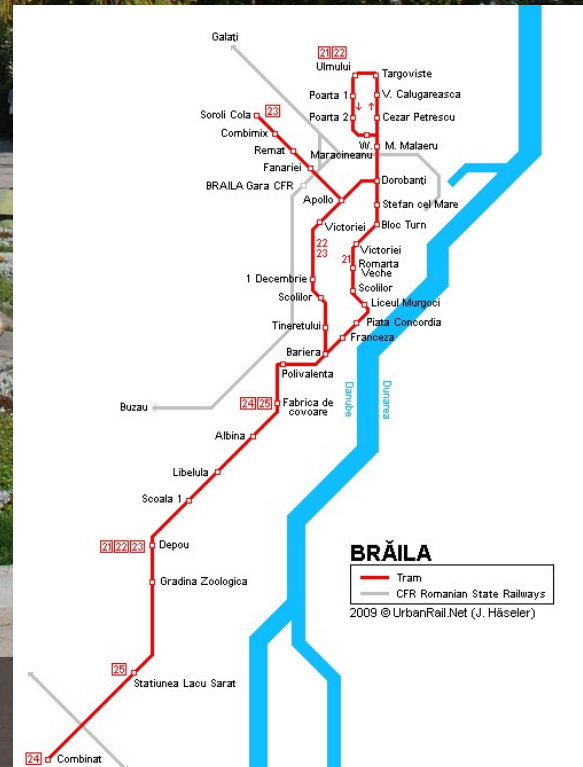 Galaţi
21 22
Ulmului
Targoviste
Poarta 1
V. Calugareasca
Soroli Cola
23
Poarta 2
Cezar Petrescu
Combimix
Remat
W. M. Malaeru
Maracineanu
Fanariei
BRAILA Gara CFR
Dorobanţi
Apollo
Stefan cel Mare
Victoriei
Bloc Turn
22
23
Victoriei
21
Romarta
Veche
1 Decembrie
Scolilor
Scolilor
Liceul Murgoci
Tineretului
Piata Concordia
Franceza
Bariera
Polivalenta
Danube
Dunarea
Buzau
24 25
Fabrica de
covoare
Albina
Libelula
Scoala 1
21 22 23
Depou
Gradina Zoologica
BRĂILA
Tram
CFR Romanian State Railways
2009 © UrbanRail.Net (J. Häseler)
25
Statiunea Lacu Sarat
24
Combinat